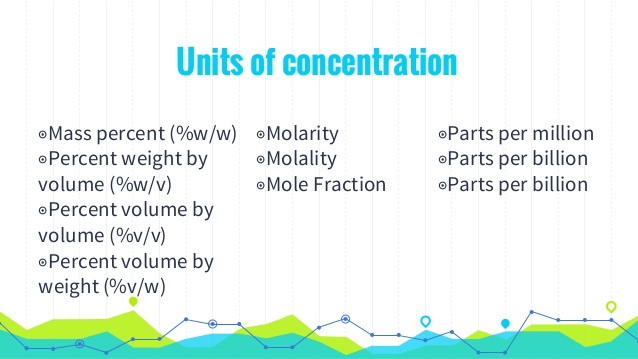 Units of concentration
Mass percent (%w/w)
Percent weight by
volume (%w/v)
Percent volume by
volume (%v/v)
Percent volume by
weight (%v/w)
Molarity
Molality
Mole Fraction
Parts per million
Parts per billion
Parts per billion